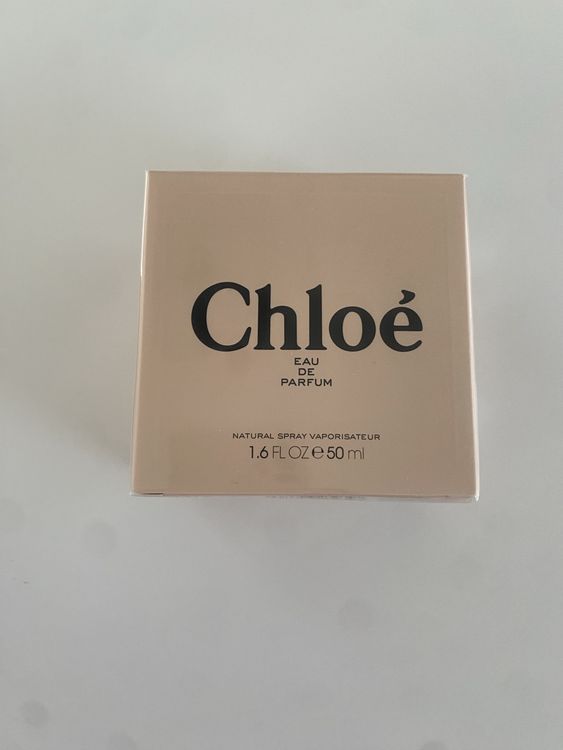 Chloé
EAU
DE
PARFUM
NATURAL SPRAY VAPORISATEUR
1.6 FL OZ ℮ 50 ml